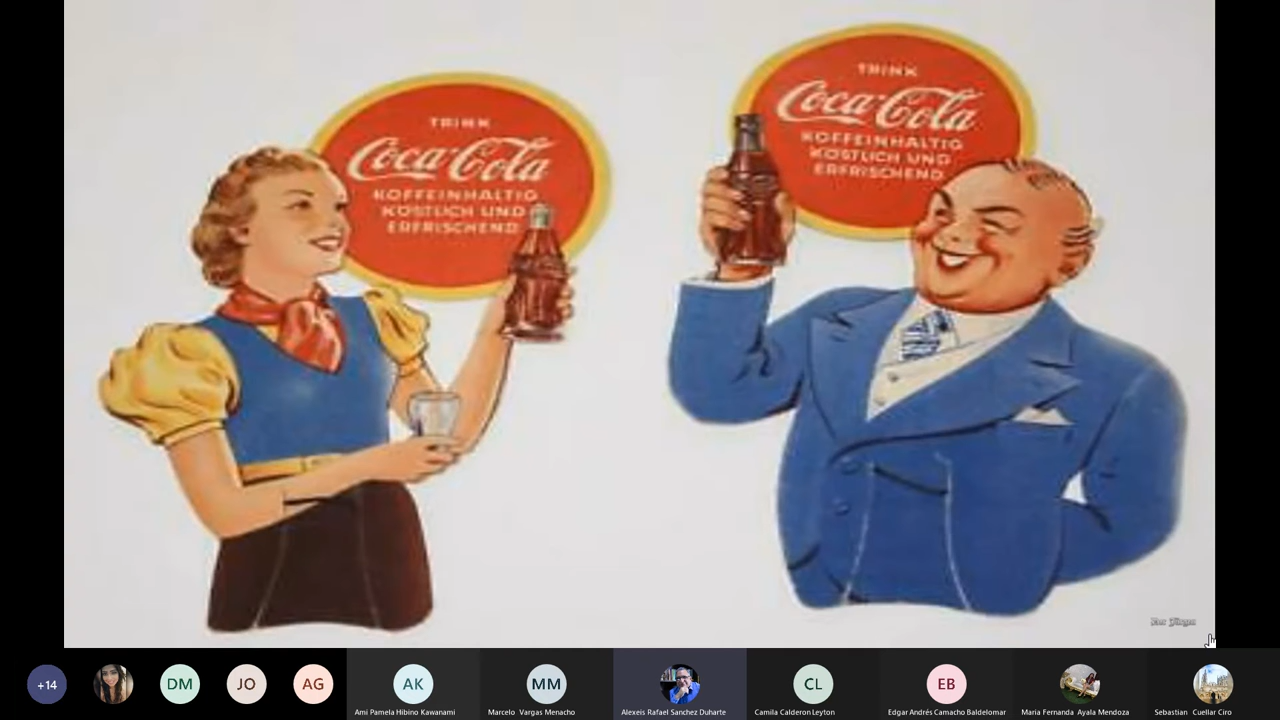 TRINK
Coca-Cola
KOFFEINHALTIG
KÖSTLICH UND
ERFRISCHEND
TRINK
Coca-Cola
KOFFEINHALTIG
KÖSTLICH UND
ERFRISCHEND
+14
DM
JO
AG
AK
MM
CL
EB
Ami Pamela Hibino Kawanami
Marcelo Vargas Menacho
Alexeis Rafael Sanchez Duharte
Camila Calderon Leyton
Edgar Andrés Camacho Baldelomar
Maria Fernanda Ayala Mendoza
Sebastian Cuellar Ciro